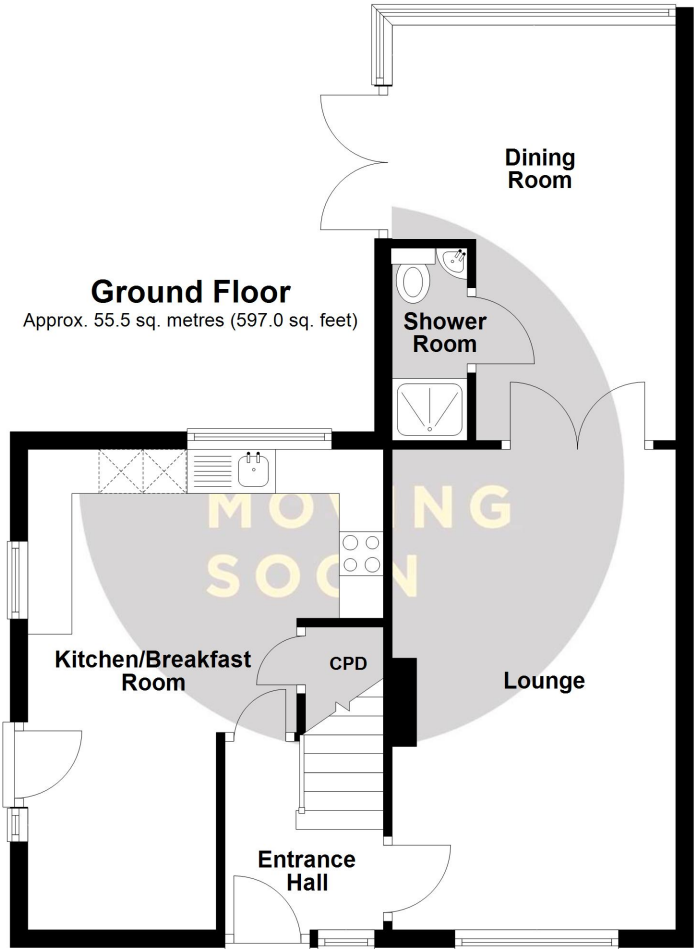 Dining
Room
Ground Floor
Approx. 55.5 sq. metres (597.0 sq. feet)
Shower
Room
MOVING
SOON
Kitchen/Breakfast
Room
CPD
Lounge
Entrance
Hall